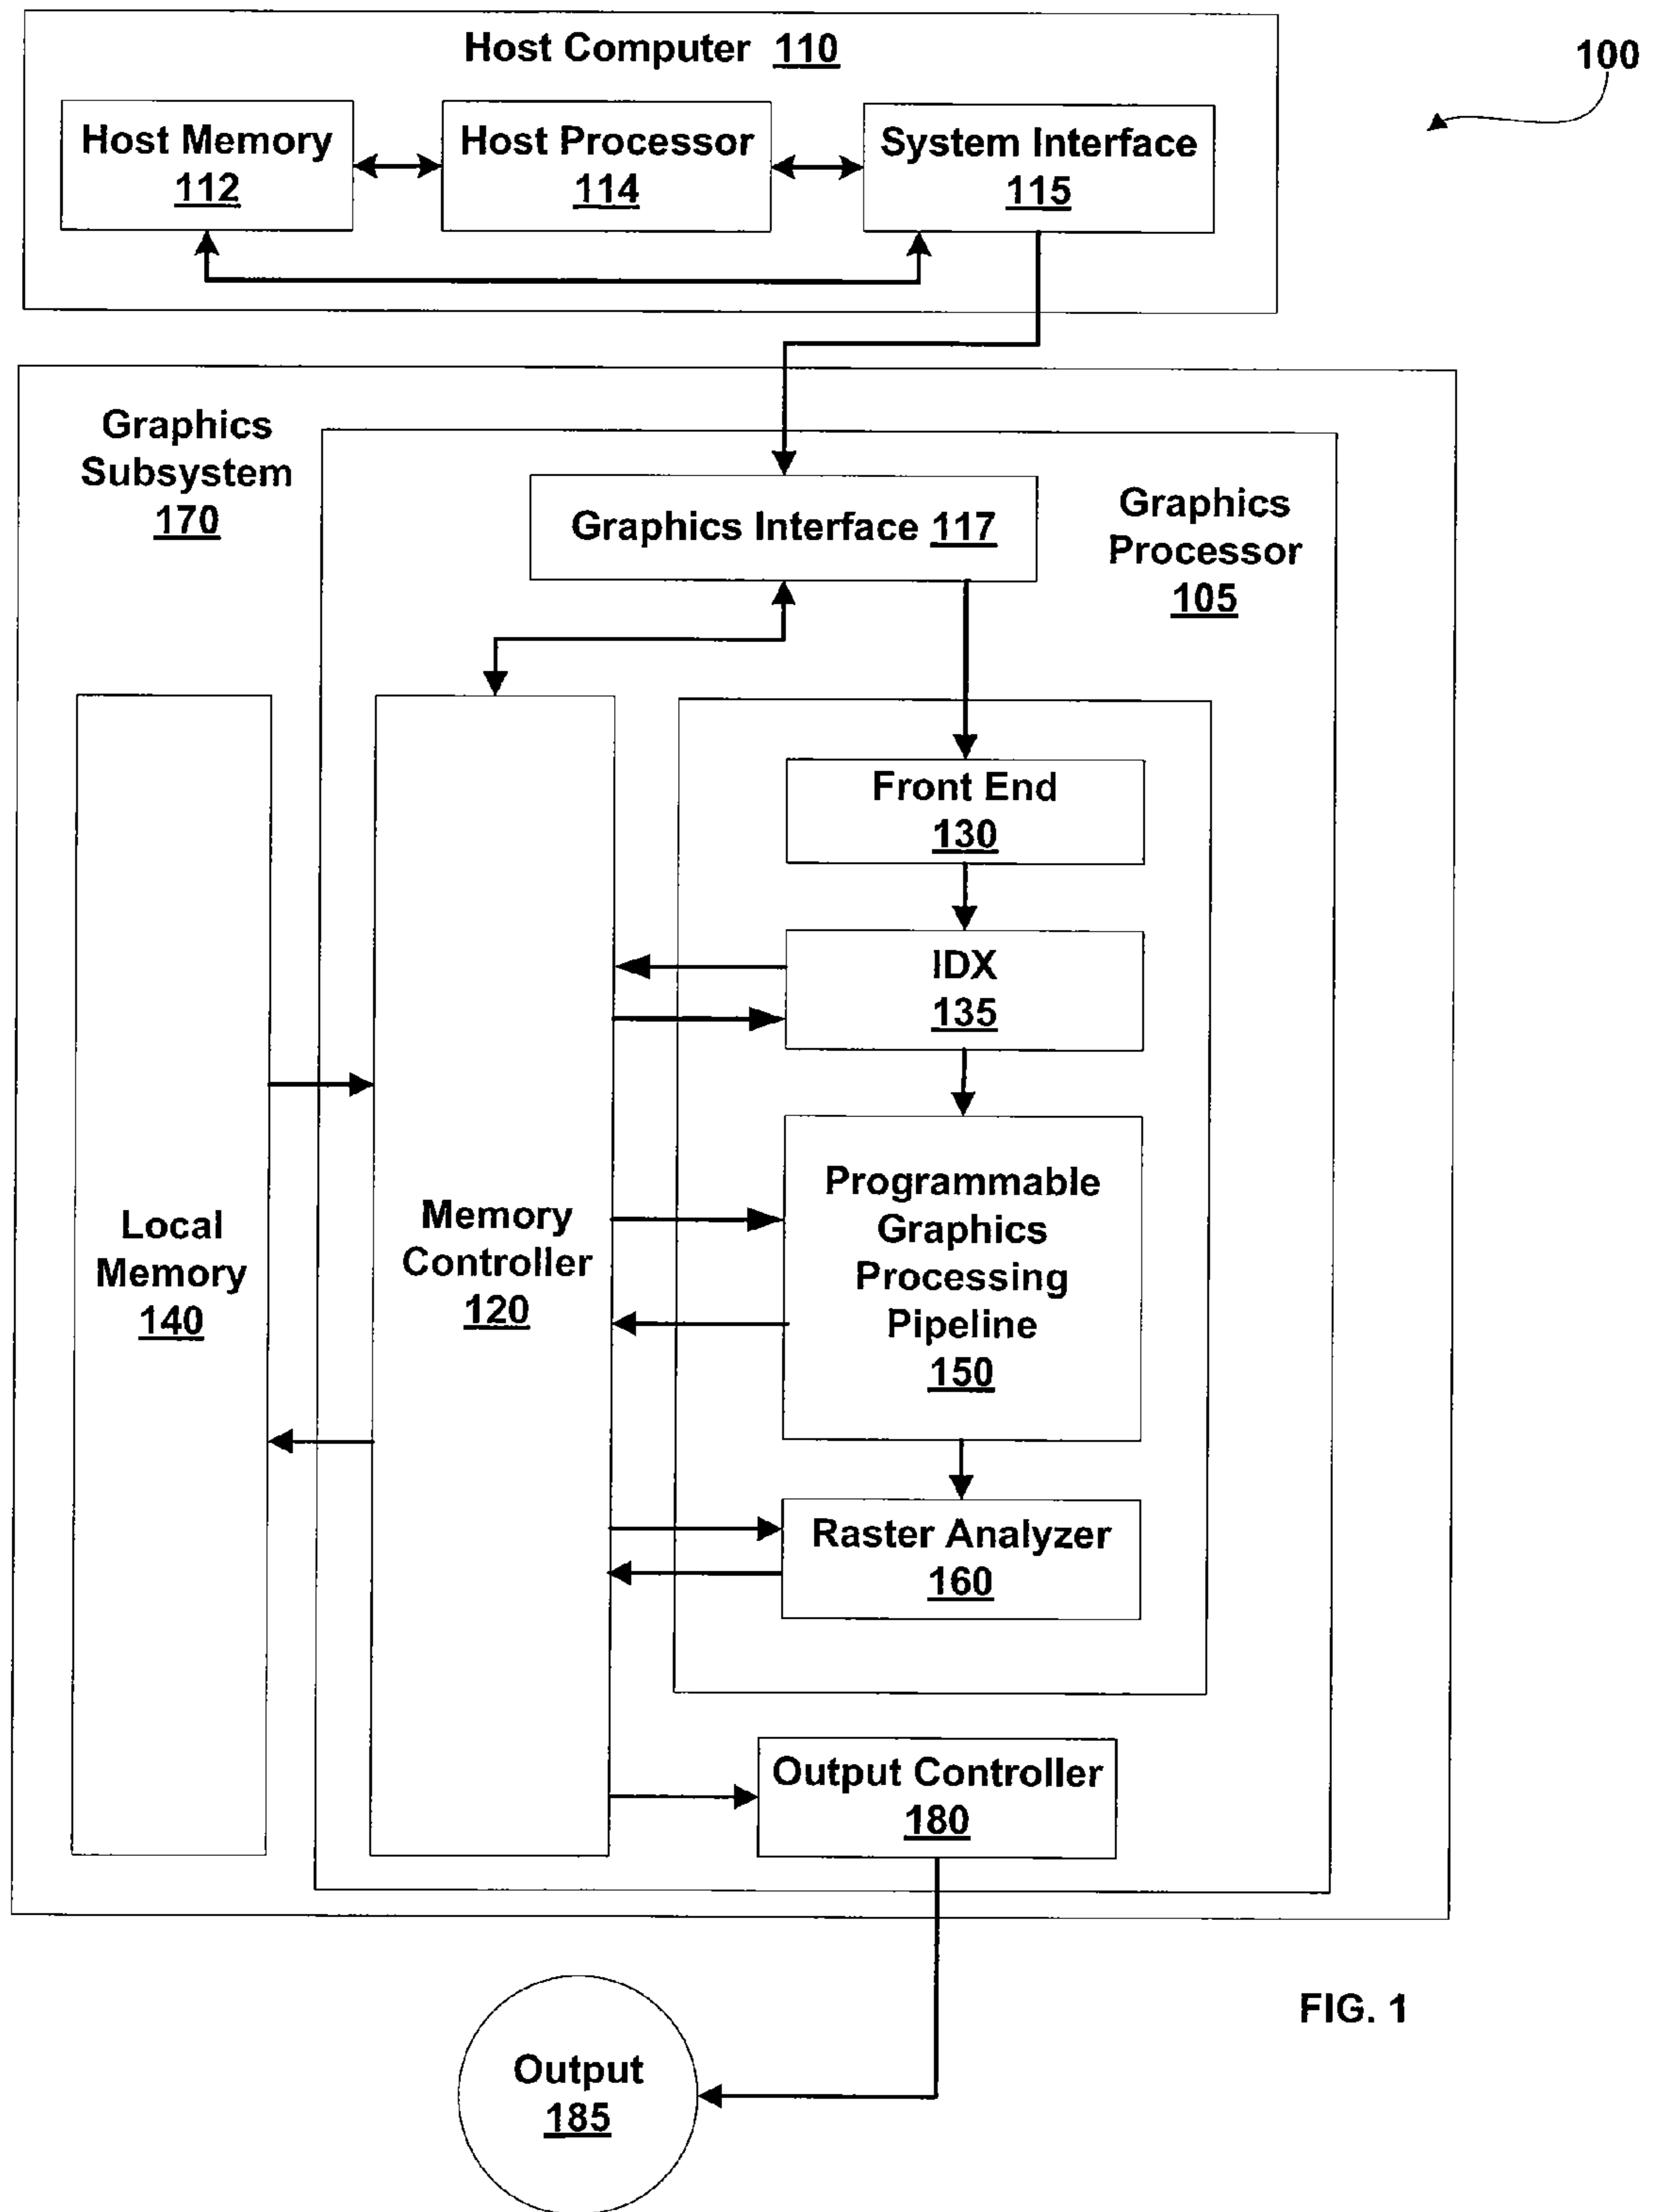 Host Computer 110
100
Host Memory
112
Host Processor
114
System Interface
115
Graphics
Subsystem
170
Graphics Interface 117
Graphics
Processor
105
Front End
130
IDX
135
Programmable
Graphics
Processing
Pipeline
150
Local
Memory
140
Memory
Controller
120
Raster Analyzer
160
Output Controller
180
FIG. 1
Output
185